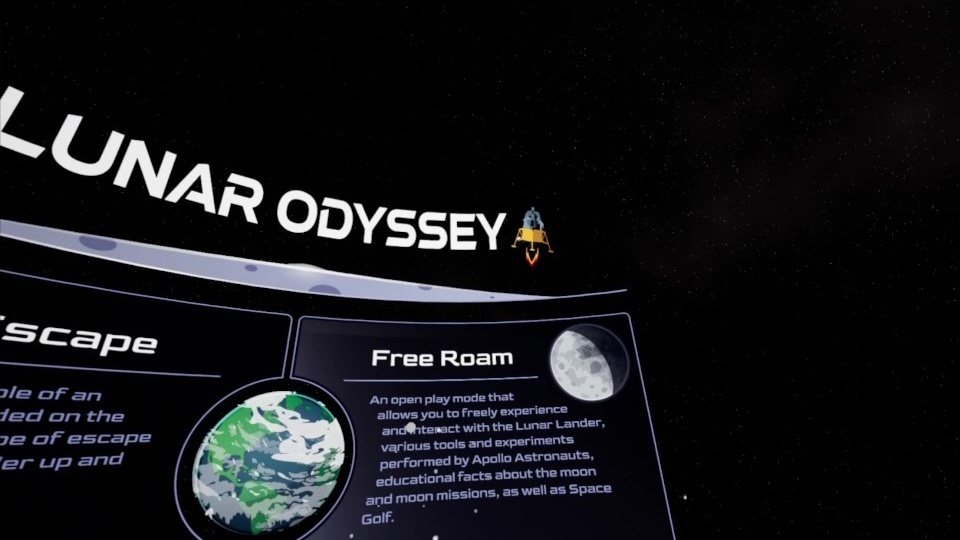 LUNAR ODYSSEY
Escape
ple of an
ded on the
pe of escape
er up and
Free Roam
An open play mode that
allows you to freely experience
and interact with the Lunar Lander,
various tools and experiments
performed by Apollo Astronauts,
educational facts about the moon
and moon missions, as well as Space
Golf.